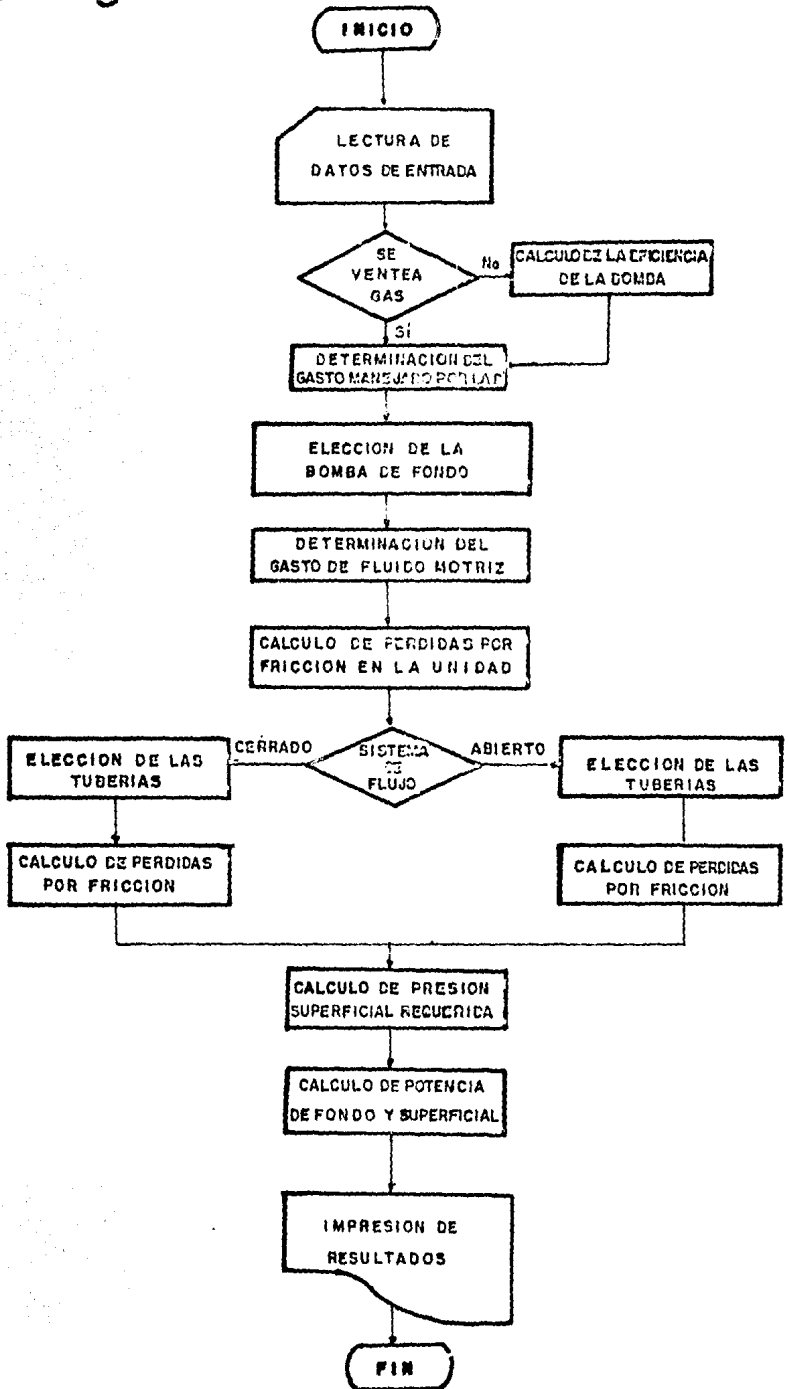 INICIO
LECTURA DE
DATOS DE ENTRADA
SE
VENTEA
GAS
No
CALCULO DE LA EFICIENCIA
DE LA BOMBA
SÍ
DETERMINACION DEL
GASTO MANEJADO POR LA
ELECCION DE LA
BOMBA DE FONDO
DETERMINACION DEL
GASTO DE FLUIDO MOTRIZ
CALCULO DE PERDIDAS POR
FRICCION EN LA UNIDAD
CERRADO
SISTEMA
DE
FLUJO
ABIERTO
ELECCION DE LAS
TUBERIAS
ELECCION DE LAS
TUBERIAS
CALCULO DE PERDIDAS
POR FRICCION
CALCULO DE PERDIDAS
POR FRICCION
CALCULO DE PRESION
SUPERFICIAL REQUERIDA
CALCULO DE POTENCIA
DE FONDO Y SUPERFICIAL
IMPRESION DE
RESULTADOS
FIN